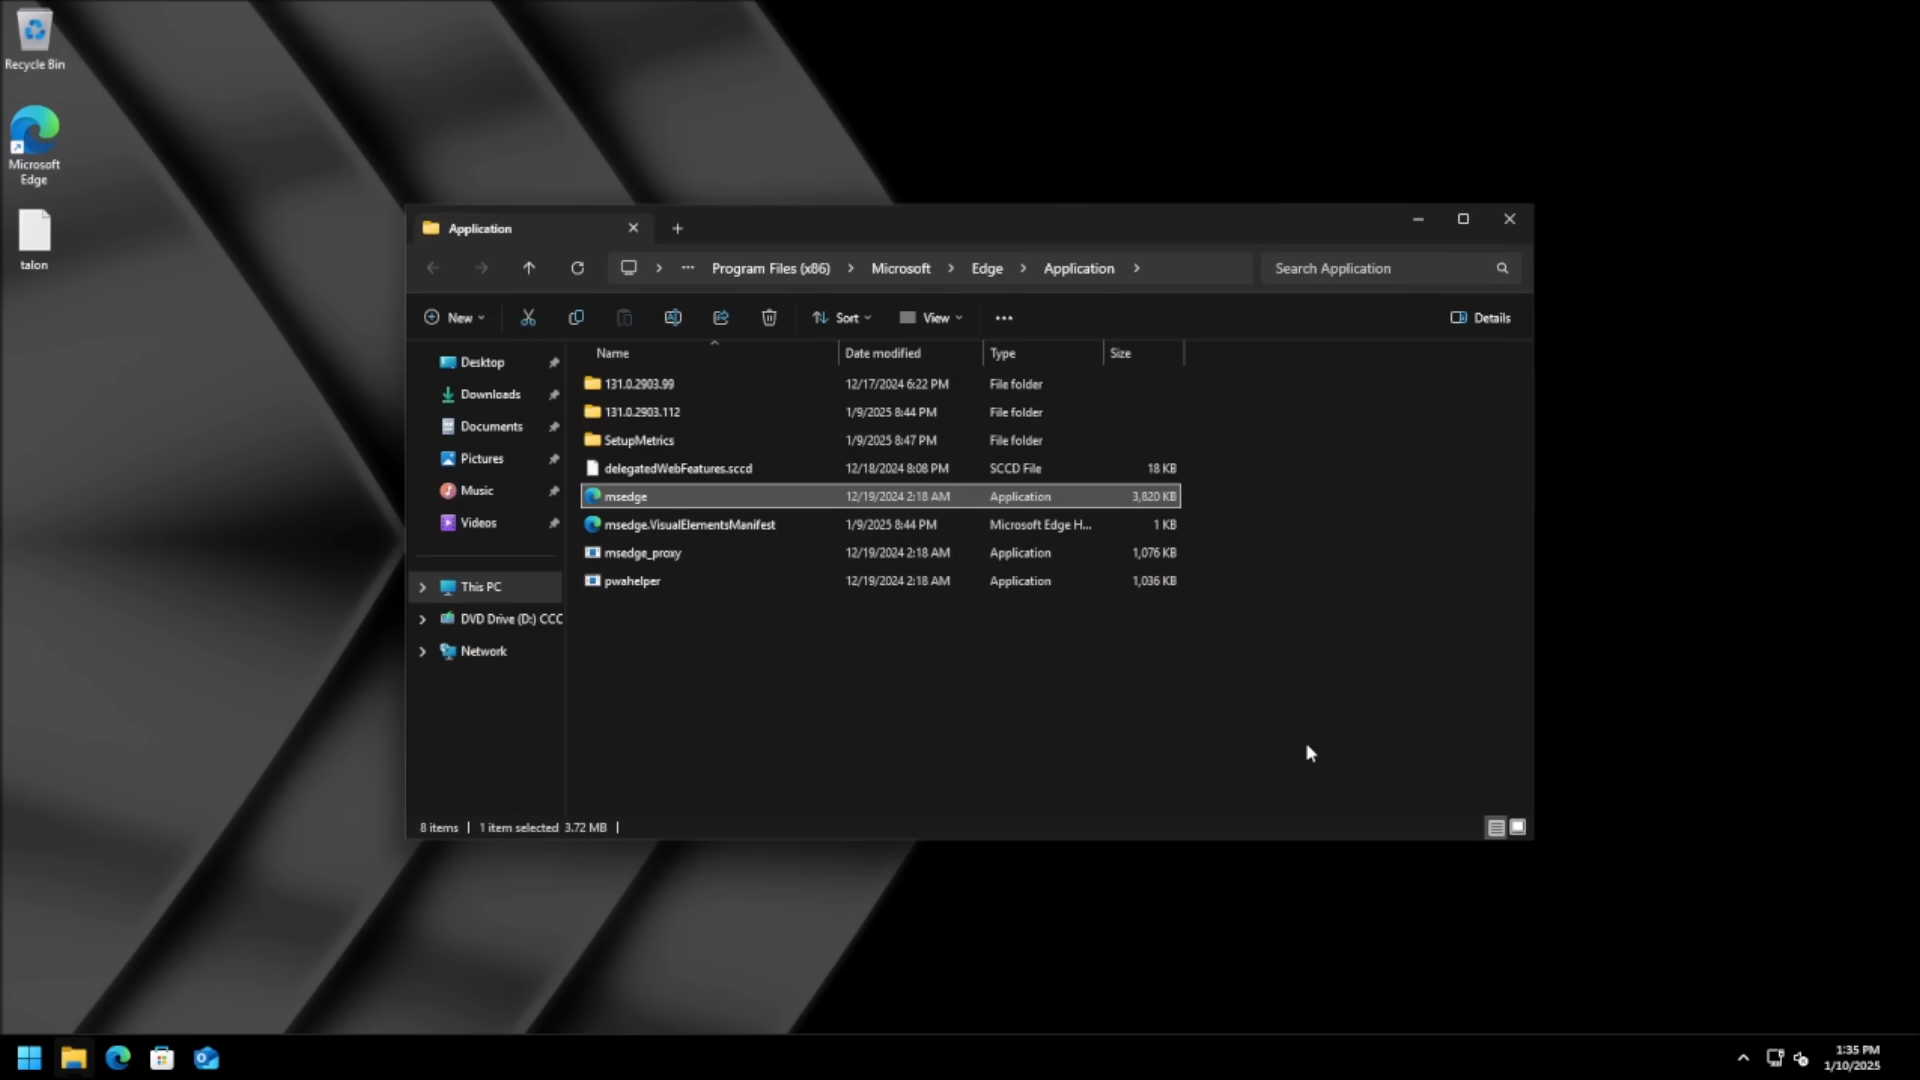 Recycle Bin
Microsoft
Edge
talon
Application
Program Files (x86)
Microsoft
Edge
Application
Search Application
New
Sort
View
Details
Name
Date modified
Type
Size
Desktop
Downloads
Documents
Pictures
Music
Videos
This PC
DVD Drive (D:) CCC
Network
131.0.2903.99 12/17/2024 6:22 PM File folder
131.0.2903.112 1/9/2025 8:44 PM File folder
SetupMetrics 1/9/2025 8:47 PM File folder
delegatedWebFeatures.sccd 12/18/2024 8:08 PM SCCD File 18 KB
msedge 12/19/2024 2:18 AM Application 3,820 KB
msedge.VisualElementsManifest 1/9/2025 8:44 PM Microsoft Edge H... 1 KB
msedge_proxy 12/19/2024 2:18 AM Application 1,076 KB
pwahelper 12/19/2024 2:18 AM Application 1,036 KB
8 items | 1 item selected 3.72 MB |
1:35 PM
1/10/2025